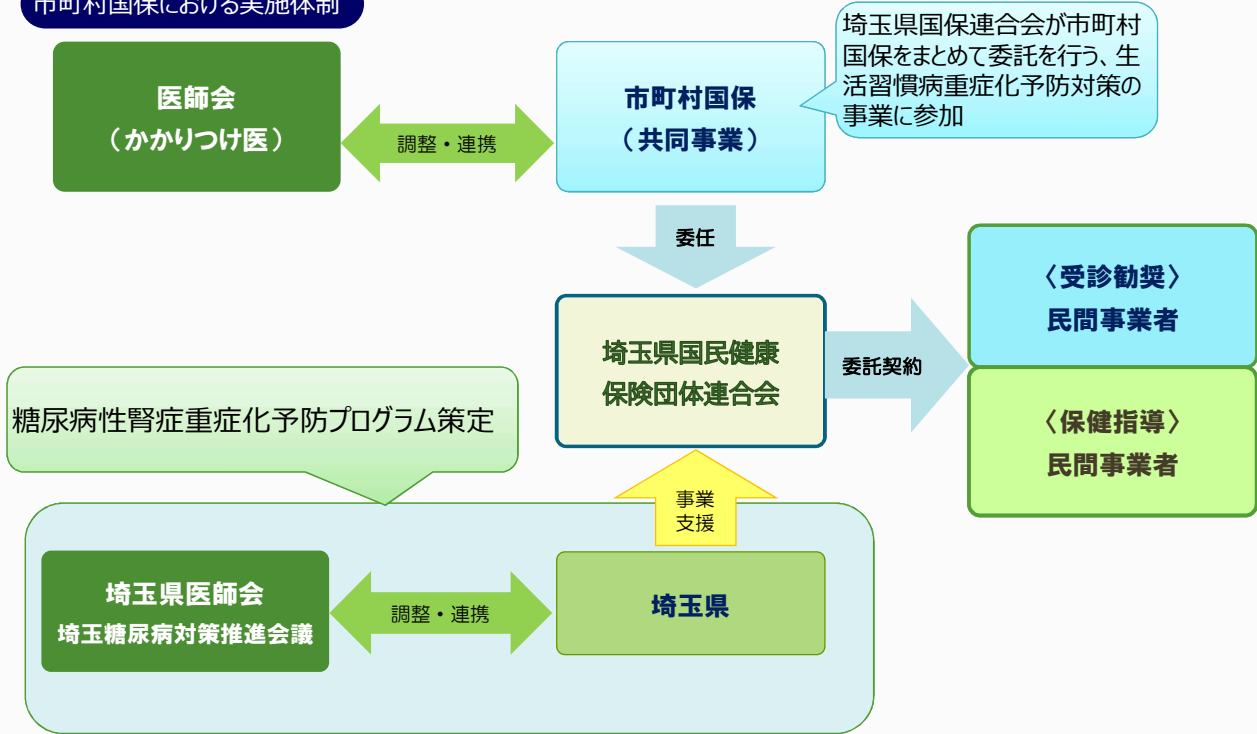 市町村国保における実施体制
医師会
（かかりつけ医）
調整・連携
市町村国保
（共同事業）
埼玉県国保連合会が市町村
国保をまとめて委託を行う、生
活習慣病重症化予防対策の
事業に参加
委任
埼玉県国民健康
保険団体連合会
委託契約
〈受診勧奨〉
民間事業者
〈保健指導〉
民間事業者
糖尿病性腎症重症化予防プログラム策定
事業
支援
埼玉県医師会
埼玉糖尿病対策推進会議
調整・連携
埼玉県